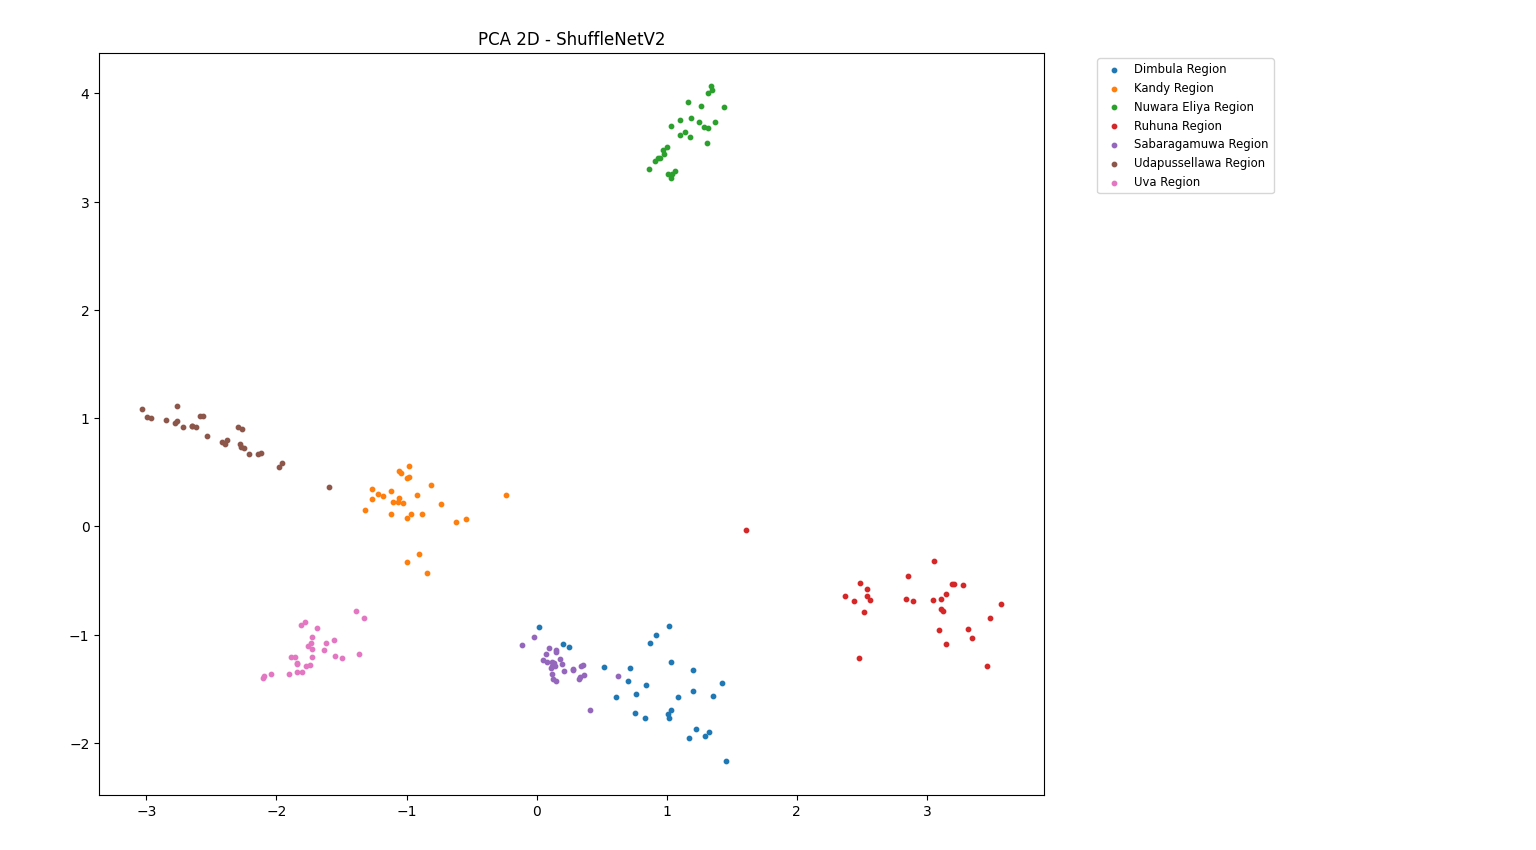 PCA 2D - ShuffleNetV2
Dimbula Region
Kandy Region
Nuwara Eliya Region
Ruhuna Region
Sabaragamuwa Region
Udapussellawa Region
Uva Region
4
3
2
1
0
−1
−2
−3 −2 −1 0 1 2 3